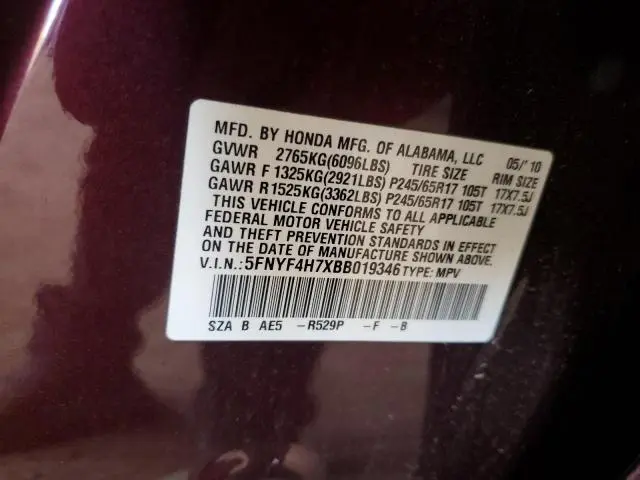 MFD. BY HONDA MFG. OF ALABAMA, LLC 05/'10
GVWR 2765KG(6096LBS) TIRE SIZE RIM SIZE
GAWR F 1325KG(2921LBS) P245/65R17 105T 17X7.5J
GAWR R 1525KG(3362LBS) P245/65R17 105T 17X7.5J
THIS VEHICLE CONFORMS TO ALL APPLICABLE
FEDERAL MOTOR VEHICLE SAFETY
AND THEFT PREVENTION STANDARDS IN EFFECT
ON THE DATE OF MANUFACTURE SHOWN ABOVE.
V.I.N.: 5FNYF4H7XBB019346 TYPE: MPV
SZA B AE5 -R529P -F -B